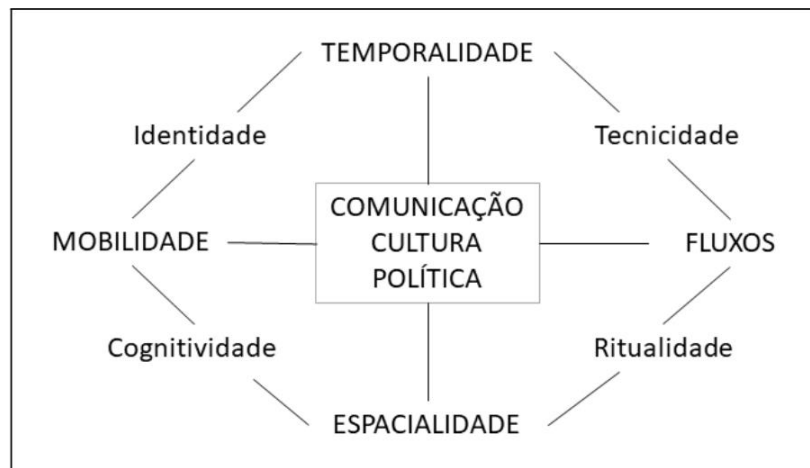 TEMPORALIDADE
Identidade
Tecnicidade
COMUNICAÇÃO
CULTURA
POLÍTICA
MOBILIDADE
FLUXOS
Cognitividade
Ritualidade
ESPACIALIDADE